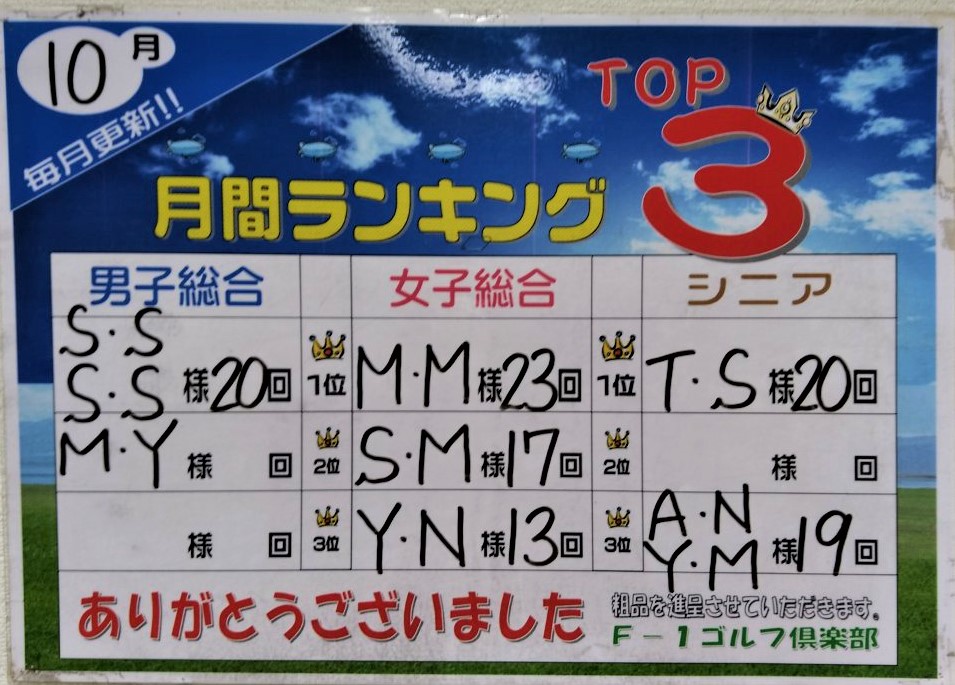 10月
毎月更新!!
TOP
3
月間ランキング
男子総合 女子総合 シニア
S・S
S・S 様20回 1位 M・M様23回 1位 T・S様20回
M・Y 様 回 2位 S・M様17回 2位 様 回
様 回 3位 Y・N様13回 3位 A・N
Y・M 様19回
ありがとうございました
粗品を進呈させていただきます。
F-1ゴルフ倶楽部